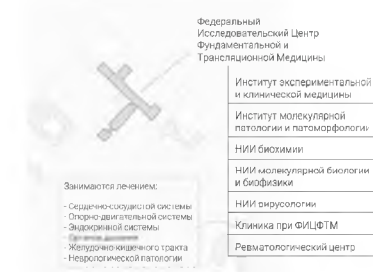 Федеральный
Исследовательский Центр
Фундаментальной и
Трансляционной Медицины
Институт экспериментальной
и клинической медицины
Институт молекулярной
патологии и патоморфологии
НИИ биохимии
НИИ молекулярной биологии
и биофизики
НИИ вирусологии
Клиника при ФИЦФТМ
Ревматологический центр
Занимаются лечением:
- Сердечно-сосудистой системы
- Опорно-двигательной системы
- Эндокринной системы
- Желудочно-кишечного тракта
- Неврологической патологии